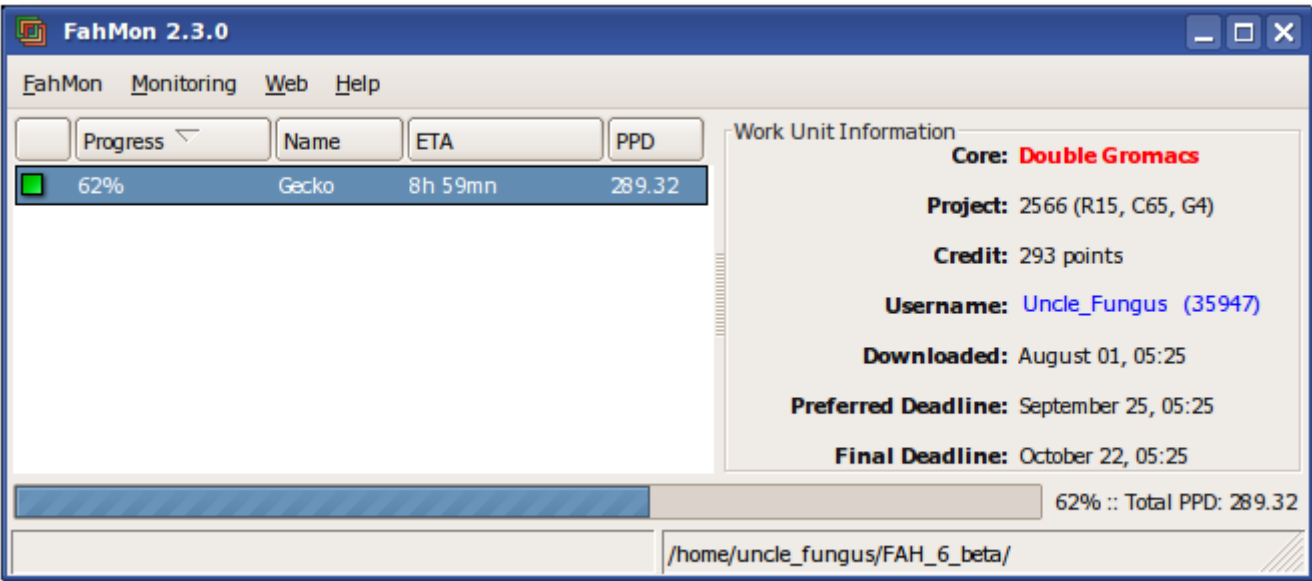 FahMon 2.3.0
FahMon Monitoring Web Help
Progress Name ETA PPD
62% Gecko 8h 59mn 289.32
Work Unit Information
Core: Double Gromacs
Project: 2566 (R15, C65, G4)
Credit: 293 points
Username: Uncle_Fungus (35947)
Downloaded: August 01, 05:25
Preferred Deadline: September 25, 05:25
Final Deadline: October 22, 05:25
62% :: Total PPD: 289.32
/home/uncle_fungus/FAH_6_beta/